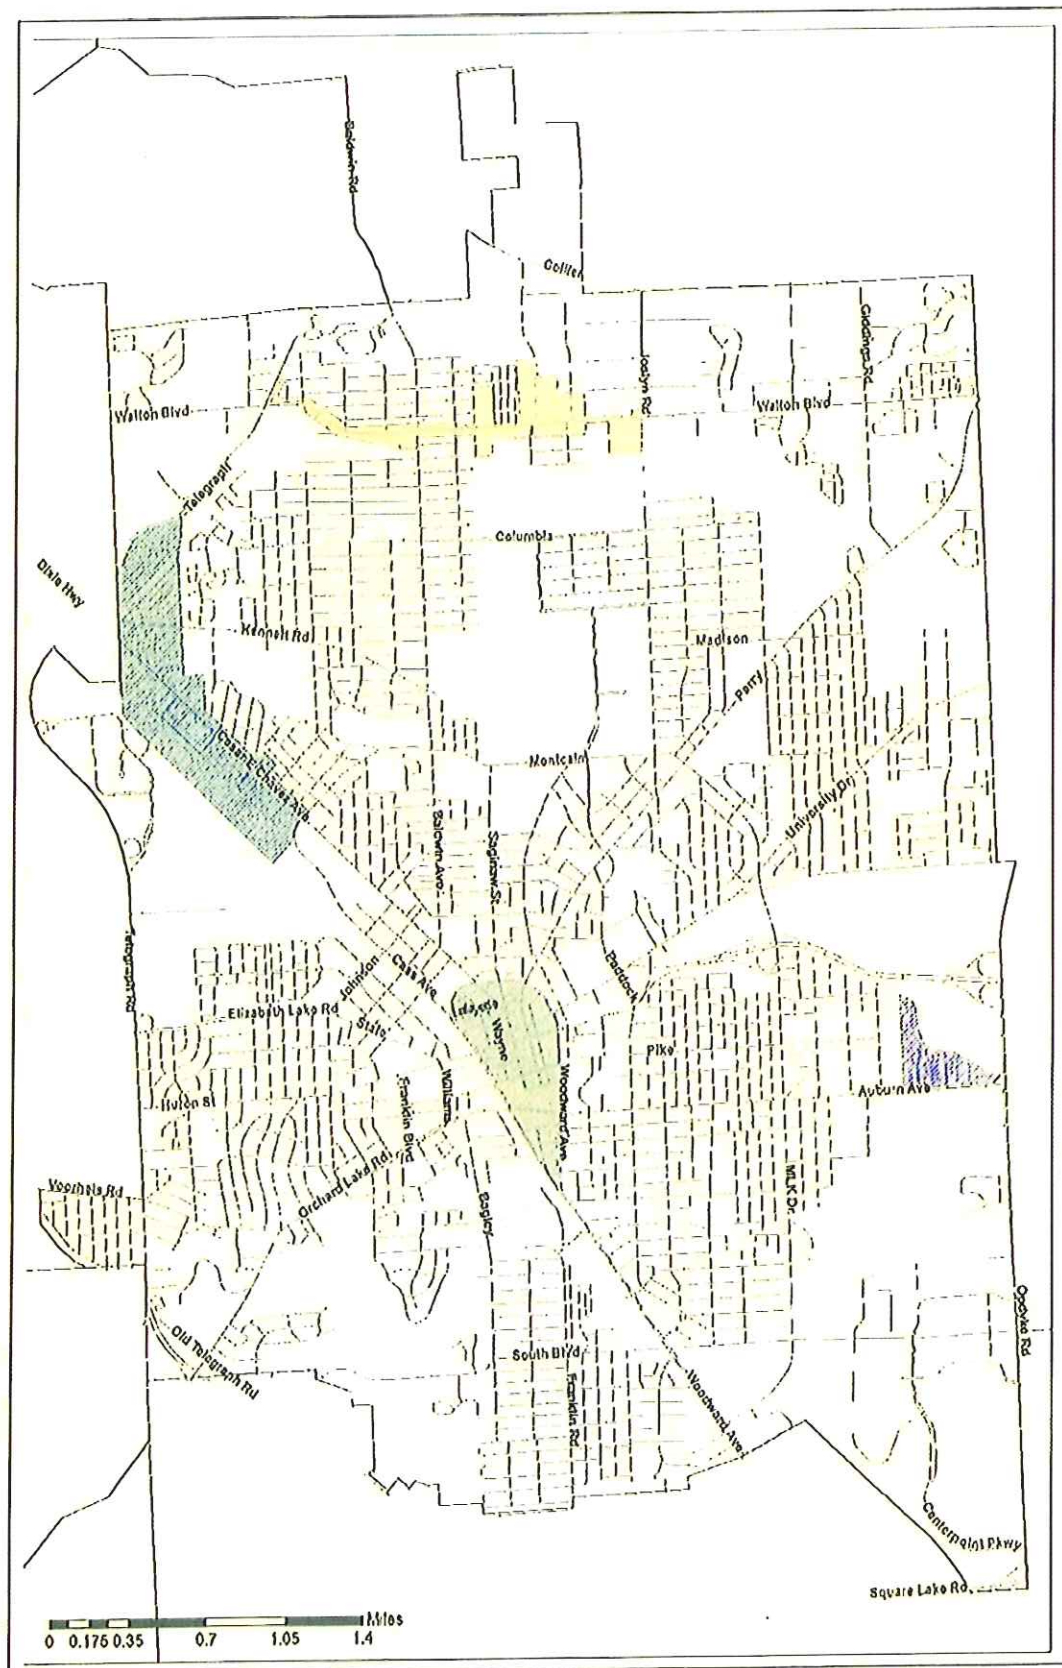 Baldwin Rd
Collier
Giddings Rd
Joslyn Rd
Walton Blvd
Walton Blvd
Telegraph
Columbia
Dixie Hwy
Kennett Rd
Madison
Perry
Cesar E Chavez Ave
Montcalm
University Dr
Baldwin Ave
Saginaw St
Paddock
Telegraph Rd
Johnson
Cass Ave
Elizabeth Lake Rd
State
Wayne
Pike
Auburn Ave
Huron St
Franklin Blvd
Williams
Woodward Ave
Orchard Lake Rd
Voorheis Rd
MLK Dr.
Bagley
Opdyke Rd
Old Telegraph Rd
South Blvd
Franklin Rd
Woodward Ave
Centerpoint Pkwy
Square Lake Rd
Miles
0 0.175 0.35 0.7 1.05 1.4